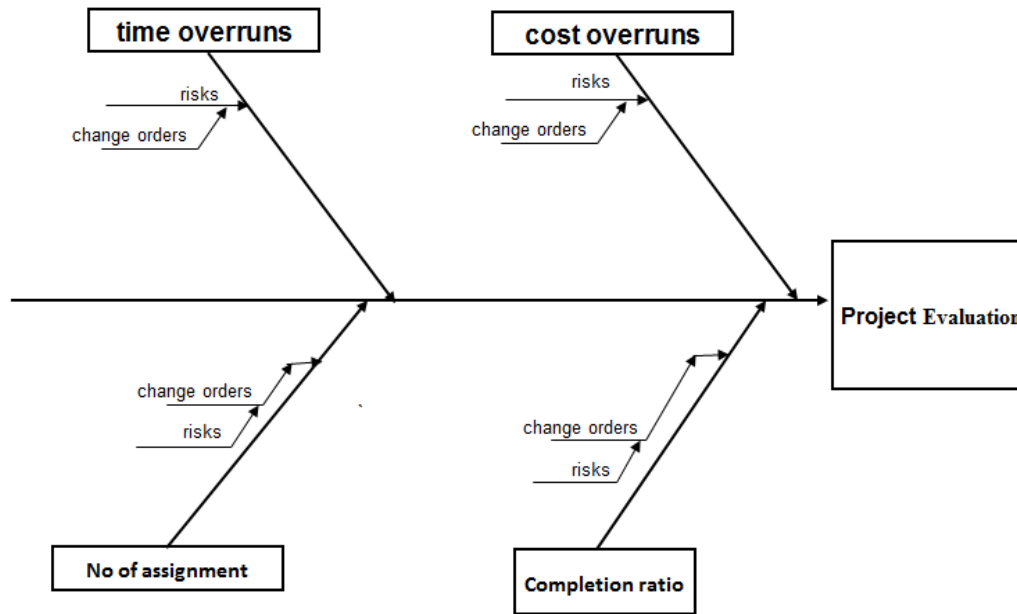 time overruns
cost overruns
risks
change orders
risks
change orders
Project Evaluation
change orders
risks
change orders
risks
No of assignment
Completion ratio